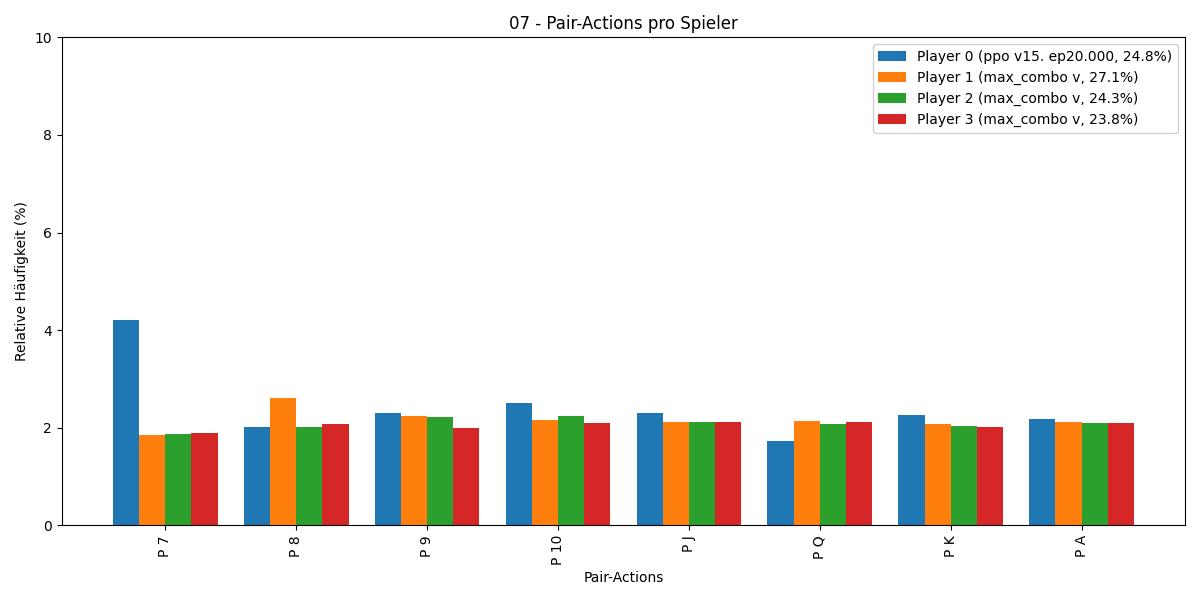 07 - Pair-Actions pro Spieler
10
8
6
4
2
0
Relative Häufigkeit (%)
Player 0 (ppo v15. ep20.000, 24.8%)
Player 1 (max_combo v, 27.1%)
Player 2 (max_combo v, 24.3%)
Player 3 (max_combo v, 23.8%)
P 7
P 8
P 9
P 10
P J
P Q
P K
P A
Pair-Actions